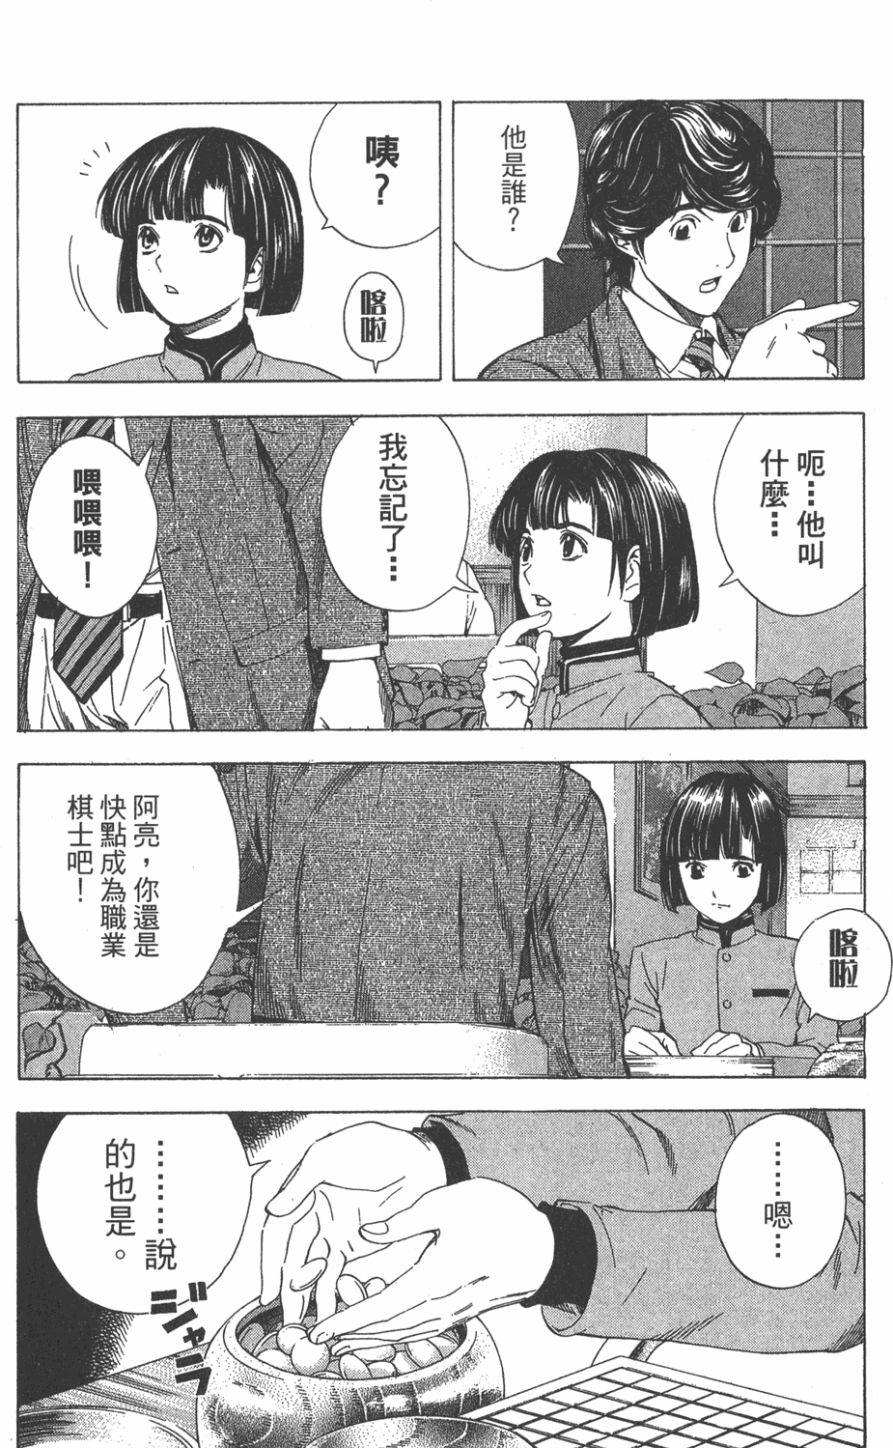 他是誰？
咦？
喀啦
呃…他叫
什麼…
我忘記了…
喂喂喂！
喀啦
阿亮，你還是
快點成為職業
棋士吧！
……嗯…
………說
的也是。
ジャラ